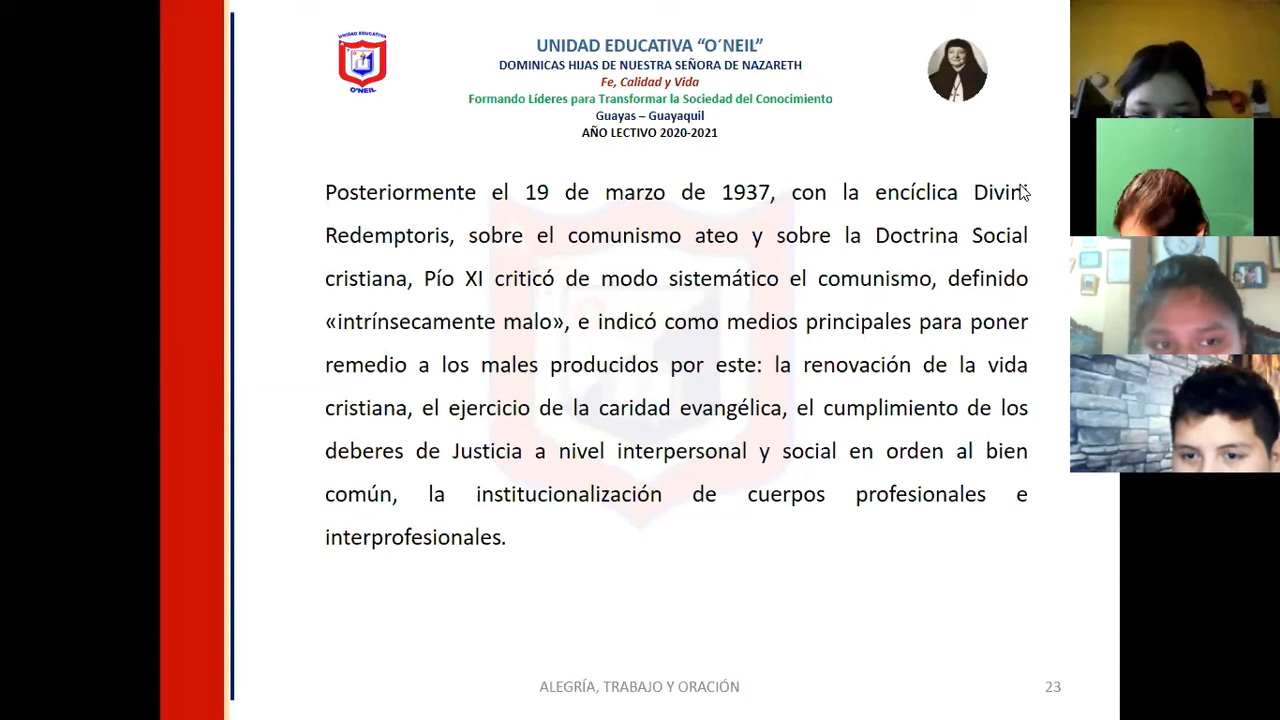 UNIDAD EDUCATIVA
O'NEIL
UNIDAD EDUCATIVA “O´NEIL”
DOMINICAS HIJAS DE NUESTRA SEÑORA DE NAZARETH
Fe, Calidad y Vida
Formando Líderes para Transformar la Sociedad del Conocimiento
Guayas – Guayaquil
AÑO LECTIVO 2020-2021
Posteriormente el 19 de marzo de 1937, con la encíclica Divini
Redemptoris, sobre el comunismo ateo y sobre la Doctrina Social
cristiana, Pío XI criticó de modo sistemático el comunismo, definido
«intrínsecamente malo», e indicó como medios principales para poner
remedio a los males producidos por este: la renovación de la vida
cristiana, el ejercicio de la caridad evangélica, el cumplimiento de los
deberes de Justicia a nivel interpersonal y social en orden al bien
común, la institucionalización de cuerpos profesionales e
interprofesionales.
ALEGRÍA, TRABAJO Y ORACIÓN
23